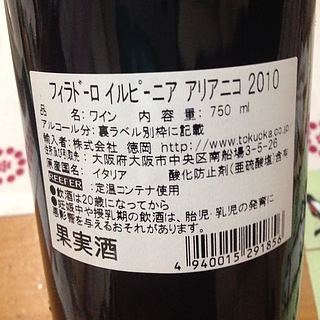 フィラドーロ イルピーニア アリアニコ 2010
品 名：ワイン 内 容 量：750 ml
アルコール分：裏ラベル別枠に記載
輸入者：株式会社 徳岡 http://www.tokuoka.co.jp
住所及び引取先：大阪府大阪市中央区南船場3-5-26
原産国名：イタリア 酸化防止剤(亜硫酸塩)含有
REEFER：定温コンテナ使用
●飲酒は20歳になってから
●妊娠中や授乳期の飲酒は、胎児・乳児の発育に
悪影響を与えるおそれがあります。
果実酒
4 940015 291856